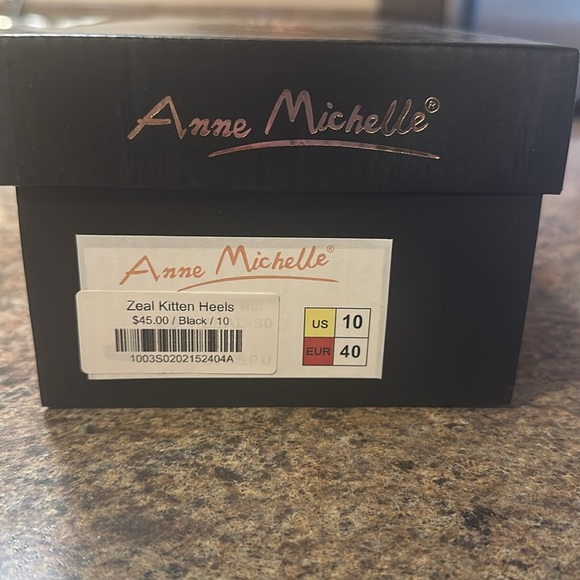 Anne Michelle®
Anne Michelle®
Zeal Kitten Heels
$45.00 / Black / 10
1003S0202152404A
US 10
EUR 40